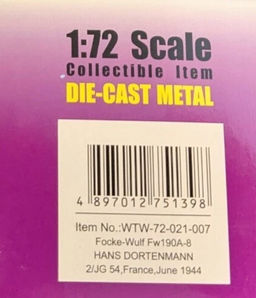 1:72 Scale
Collectible Item
DIE-CAST METAL
4 897012 751398
Item No.:WTW-72-021-007
Focke-Wulf Fw190A-8
HANS DORTENMANN
2/JG 54,France,June 1944